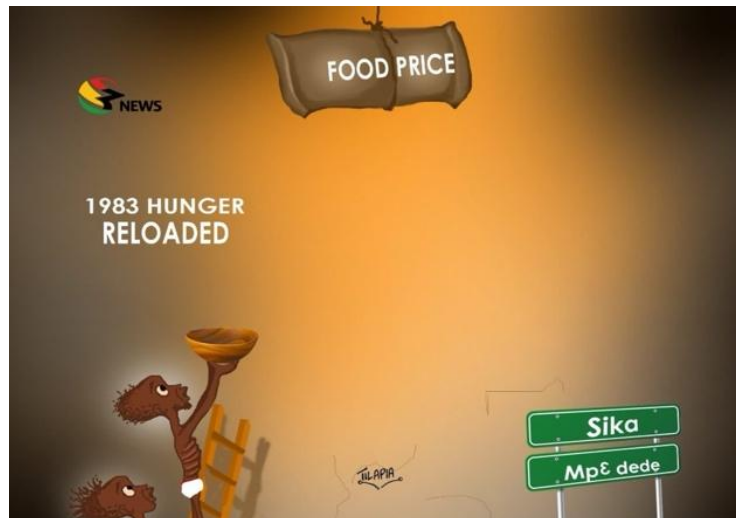 FOOD PRICE
NEWS
1983 HUNGER
RELOADED
Sika
Mpɛ dede
TILAPIA